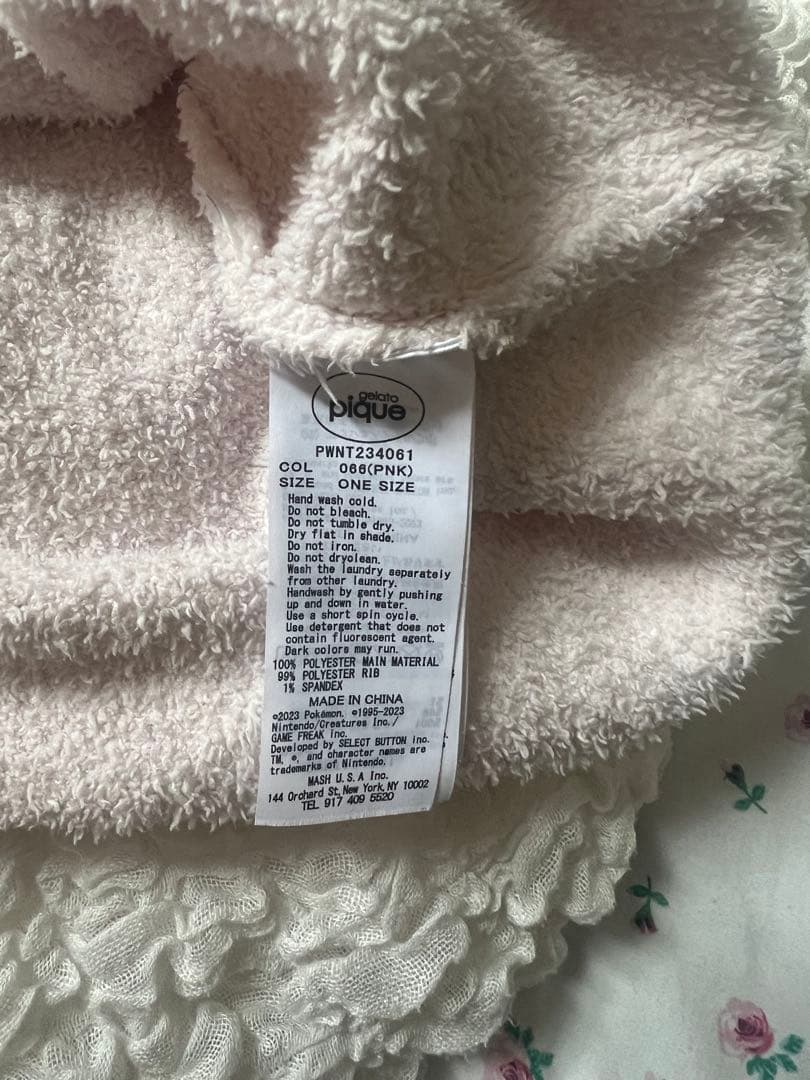 gelato
pique
PWNT234061
COL 066(PNK)
SIZE ONE SIZE
Hand wash cold.
Do not bleach.
Do not tumble dry.
Dry flat in shade.
Do not iron.
Do not dryclean.
Wash the laundry separately
from other laundry.
Handwash by gently pushing
up and down in water.
Use a short spin cycle.
Use detergent that does not
contain fluorescent agent.
Dark colors may run.
100% POLYESTER MAIN MATERIAL
99% POLYESTER RIB
1% SPANDEX
MADE IN CHINA
©2023 Pokémon. ©1995-2023
Nintendo/Creatures Inc./
GAME FREAK inc.
Developed by SELECT BUTTON inc.
TM, ®, and character names are
trademarks of Nintendo.
MASH U.S.A Inc.
144 Orchard St, New York, NY 10002
TEL 917 409 5520